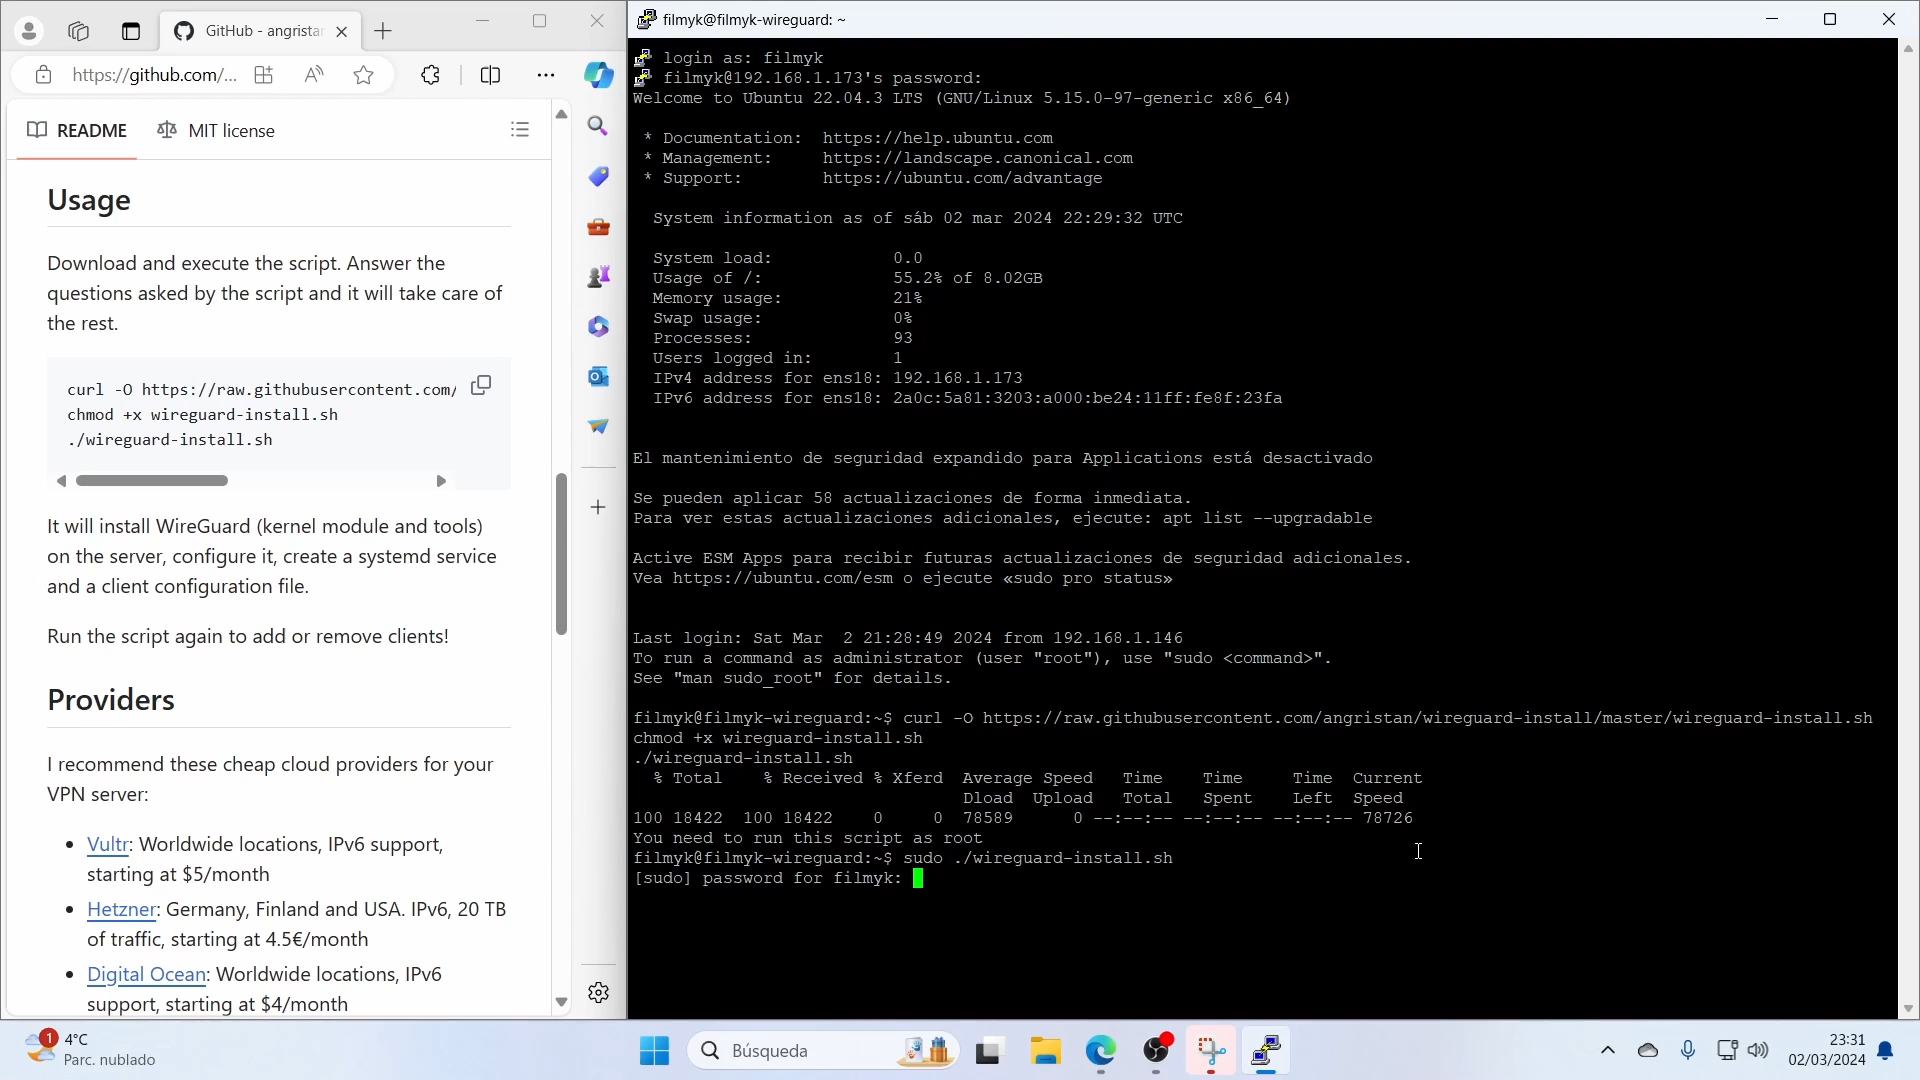 GitHub - angrista
https://github.com/...
README
MIT license
Usage
Download and execute the script. Answer the
questions asked by the script and it will take care of
the rest.
curl -O https://raw.githubusercontent.com/
chmod +x wireguard-install.sh
./wireguard-install.sh
It will install WireGuard (kernel module and tools)
on the server, configure it, create a systemd service
and a client configuration file.
Run the script again to add or remove clients!
Providers
I recommend these cheap cloud providers for your
VPN server:
• Vultr: Worldwide locations, IPv6 support,
starting at $5/month
• Hetzner: Germany, Finland and USA. IPv6, 20 TB
of traffic, starting at 4.5€/month
• Digital Ocean: Worldwide locations, IPv6
support, starting at $4/month
filmyk@filmyk-wireguard: ~
login as: filmyk
filmyk@192.168.1.173's password:
Welcome to Ubuntu 22.04.3 LTS (GNU/Linux 5.15.0-97-generic x86_64)
* Documentation:  https://help.ubuntu.com
* Management:     https://landscape.canonical.com
* Support:        https://ubuntu.com/advantage
System information as of sáb 02 mar 2024 22:29:32 UTC
System load:            0.0
Usage of /:             55.2% of 8.02GB
Memory usage:           21%
Swap usage:             0%
Processes:              93
Users logged in:        1
IPv4 address for ens18: 192.168.1.173
IPv6 address for ens18: 2a0c:5a81:3203:a000:be24:11ff:fe8f:23fa
El mantenimiento de seguridad expandido para Applications está desactivado
Se pueden aplicar 58 actualizaciones de forma inmediata.
Para ver estas actualizaciones adicionales, ejecute: apt list --upgradable
Active ESM Apps para recibir futuras actualizaciones de seguridad adicionales.
Vea https://ubuntu.com/esm o ejecute «sudo pro status»
Last login: Sat Mar  2 21:28:49 2024 from 192.168.1.146
To run a command as administrator (user "root"), use "sudo <command>".
See "man sudo_root" for details.
filmyk@filmyk-wireguard:~$ curl -O https://raw.githubusercontent.com/angristan/wireguard-install/master/wireguard-install.sh
chmod +x wireguard-install.sh
./wireguard-install.sh
% Total    % Received % Xferd  Average Speed   Time    Time     Time  Current
Dload  Upload   Total   Spent    Left  Speed
100 18422  100 18422    0     0  78589      0 --:--:-- --:--:-- --:--:-- 78726
You need to run this script as root
filmyk@filmyk-wireguard:~$ sudo ./wireguard-install.sh
[sudo] password for filmyk:
1
4°C
Parc. nublado
Búsqueda
23:31
02/03/2024